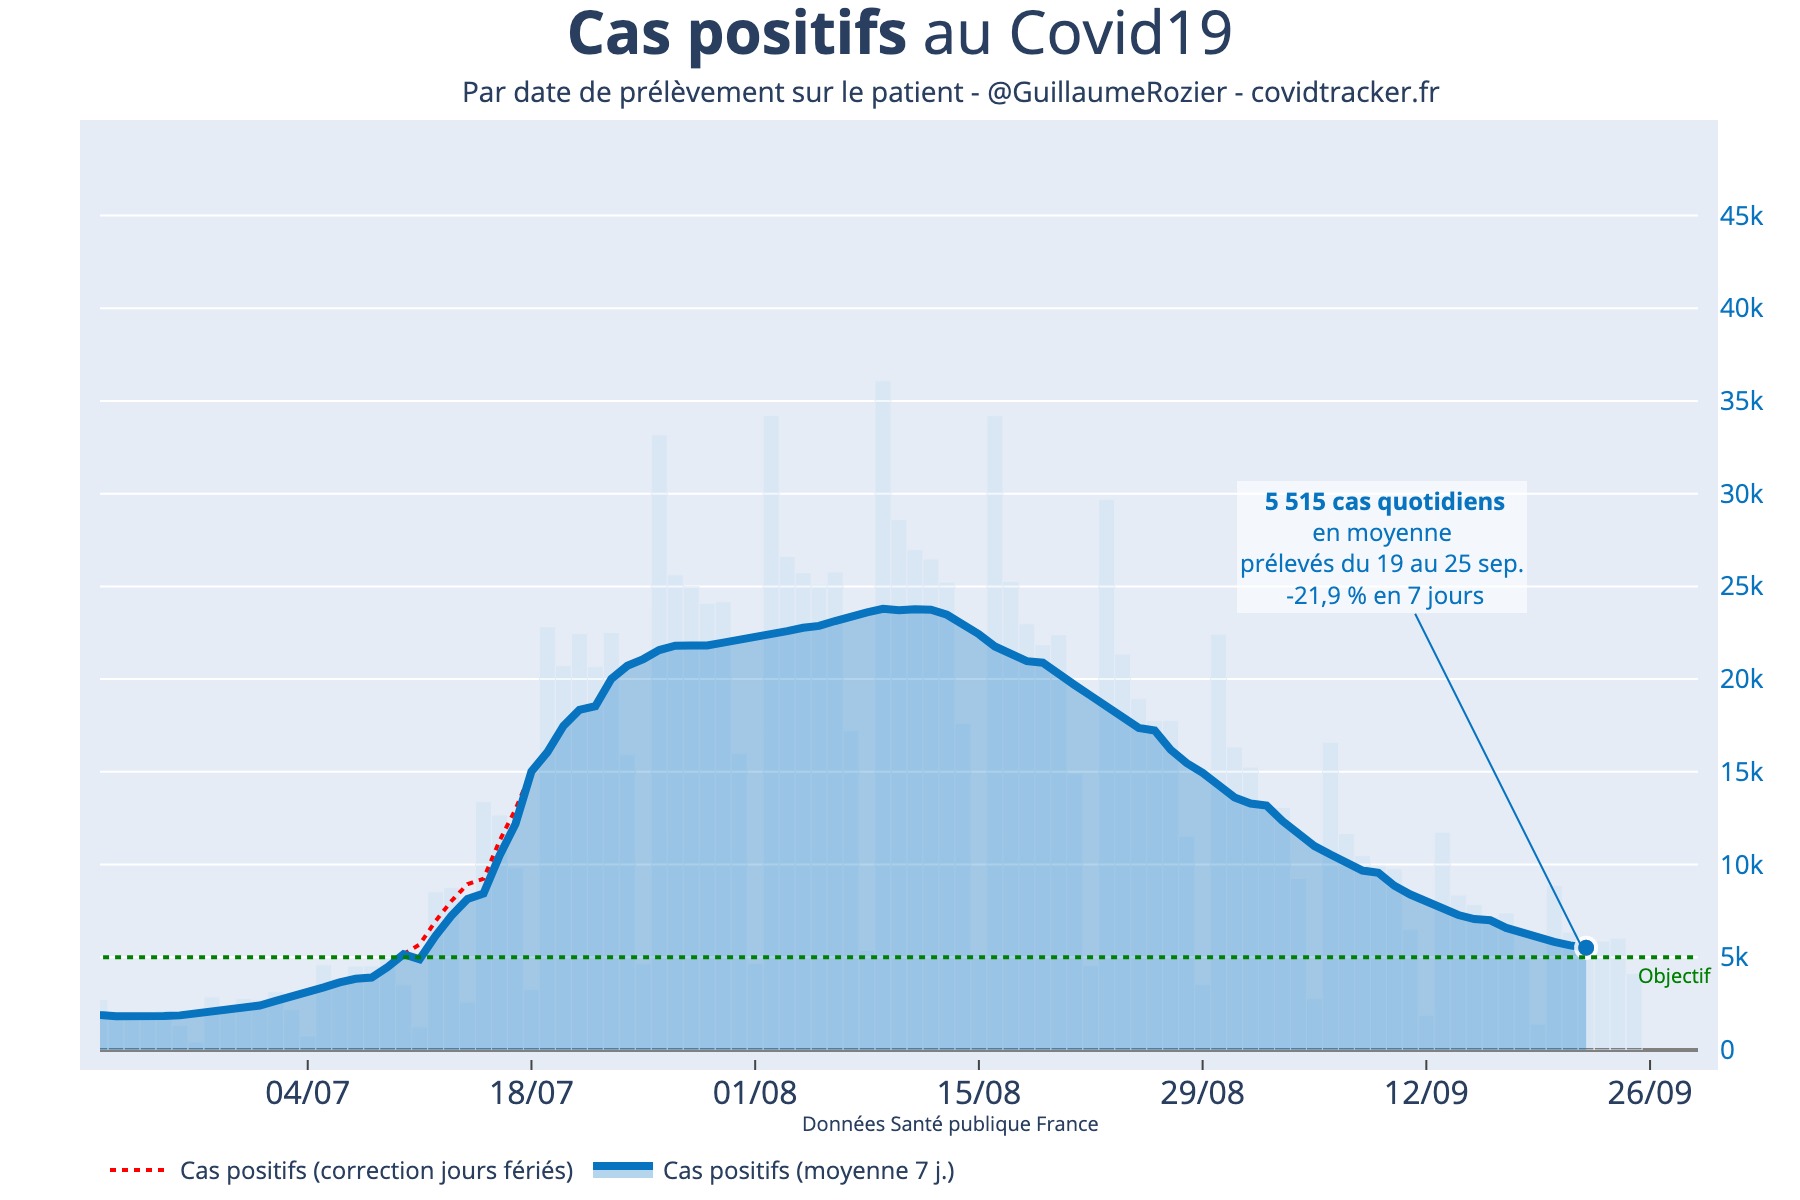 Cas positifs au Covid19
Par date de prélèvement sur le patient - @GuillaumeRozier - covidtracker.fr
45k
40k
35k
30k
25k
20k
15k
10k
5k
0
5 515 cas quotidiens
en moyenne
prélevés du 19 au 25 sep.
-21,9 % en 7 jours
Objectif
04/07 18/07 01/08 15/08 29/08 12/09 26/09
Données Santé publique France
Cas positifs (correction jours fériés) Cas positifs (moyenne 7 j.)